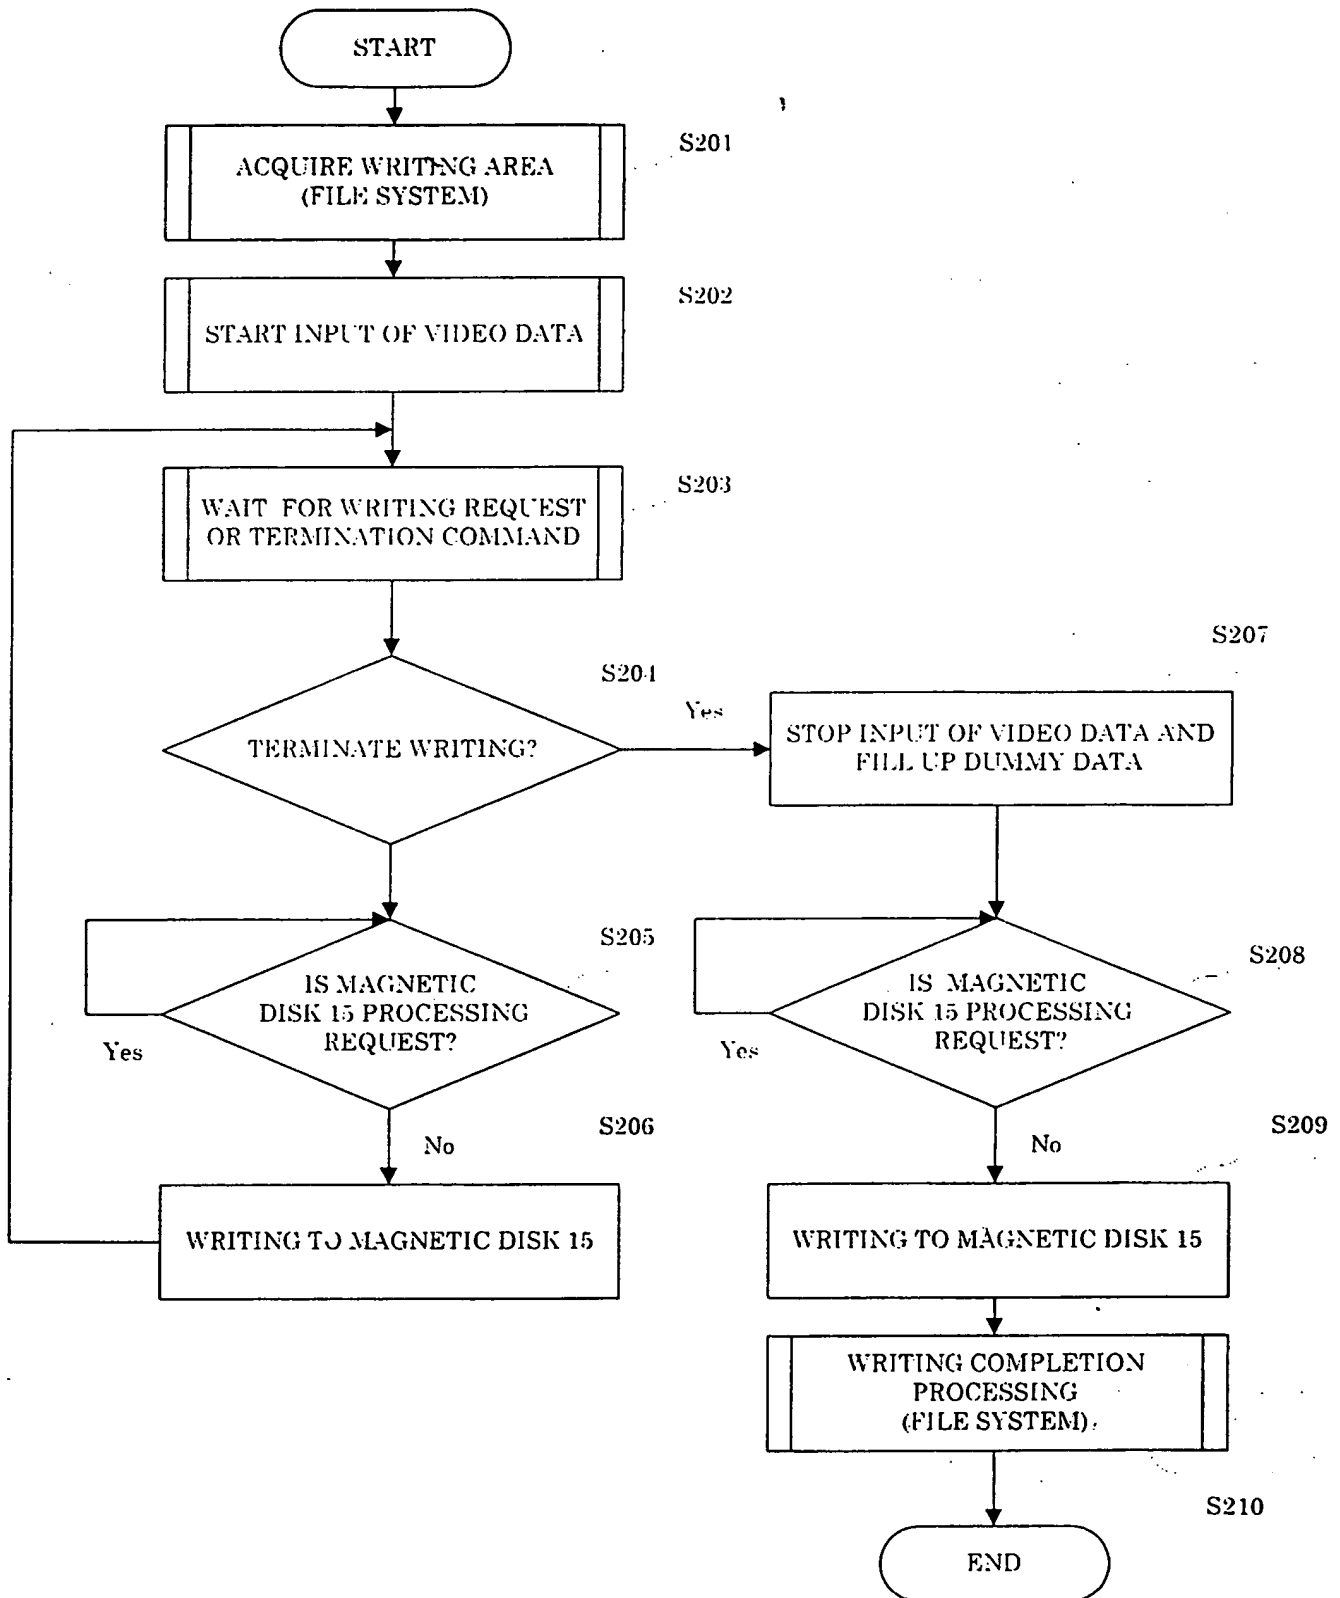 START
S201
ACQUIRE WRITING AREA
(FILE SYSTEM)
S202
START INPUT OF VIDEO DATA
S203
WAIT FOR WRITING REQUEST
OR TERMINATION COMMAND
S204
TERMINATE WRITING?
Yes
S207
STOP INPUT OF VIDEO DATA AND
FILL UP DUMMY DATA
S205
IS MAGNETIC
DISK 15 PROCESSING
REQUEST?
Yes
No
S206
WRITING TO MAGNETIC DISK 15
S208
IS MAGNETIC
DISK 15 PROCESSING
REQUEST?
Yes
No
S209
WRITING TO MAGNETIC DISK 15
WRITING COMPLETION
PROCESSING
(FILE SYSTEM)
S210
END